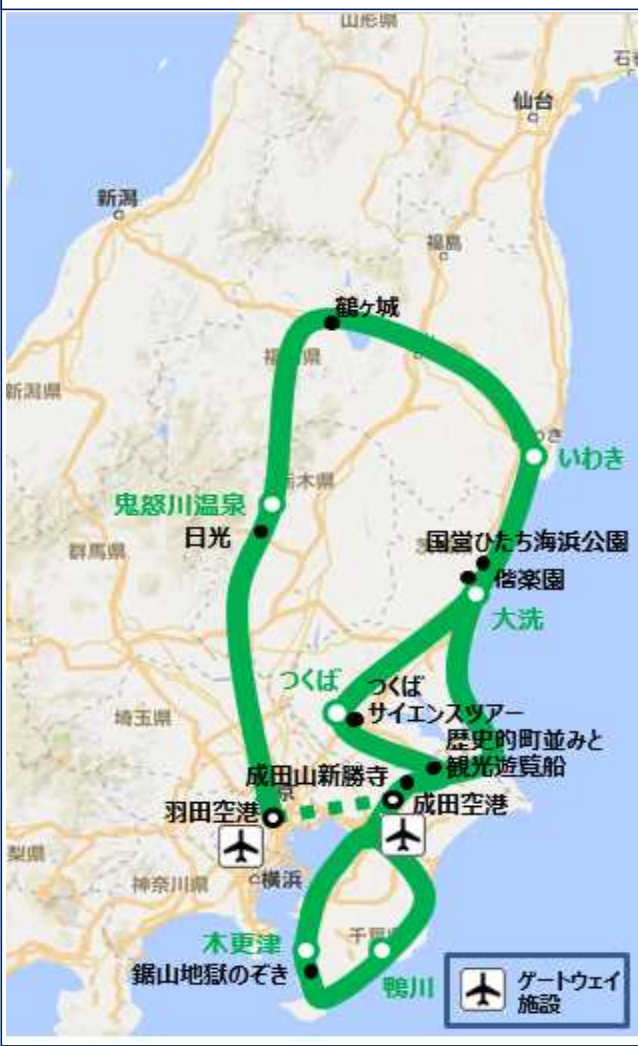 山形県
仙台
新潟
福島
鶴ヶ城
新潟県
いわき
鬼怒川温泉
栃木県
日光
群馬県
国営ひたち海浜公園
偕楽園
大洗
つくば
つくば
サイエンスツアー
埼玉県
歴史的町並みと
観光遊覧船
成田山新勝寺
羽田空港
成田空港
神奈川県
横浜
木更津
鋸山地獄のぞき
鴨川
ゲートウェイ
施設